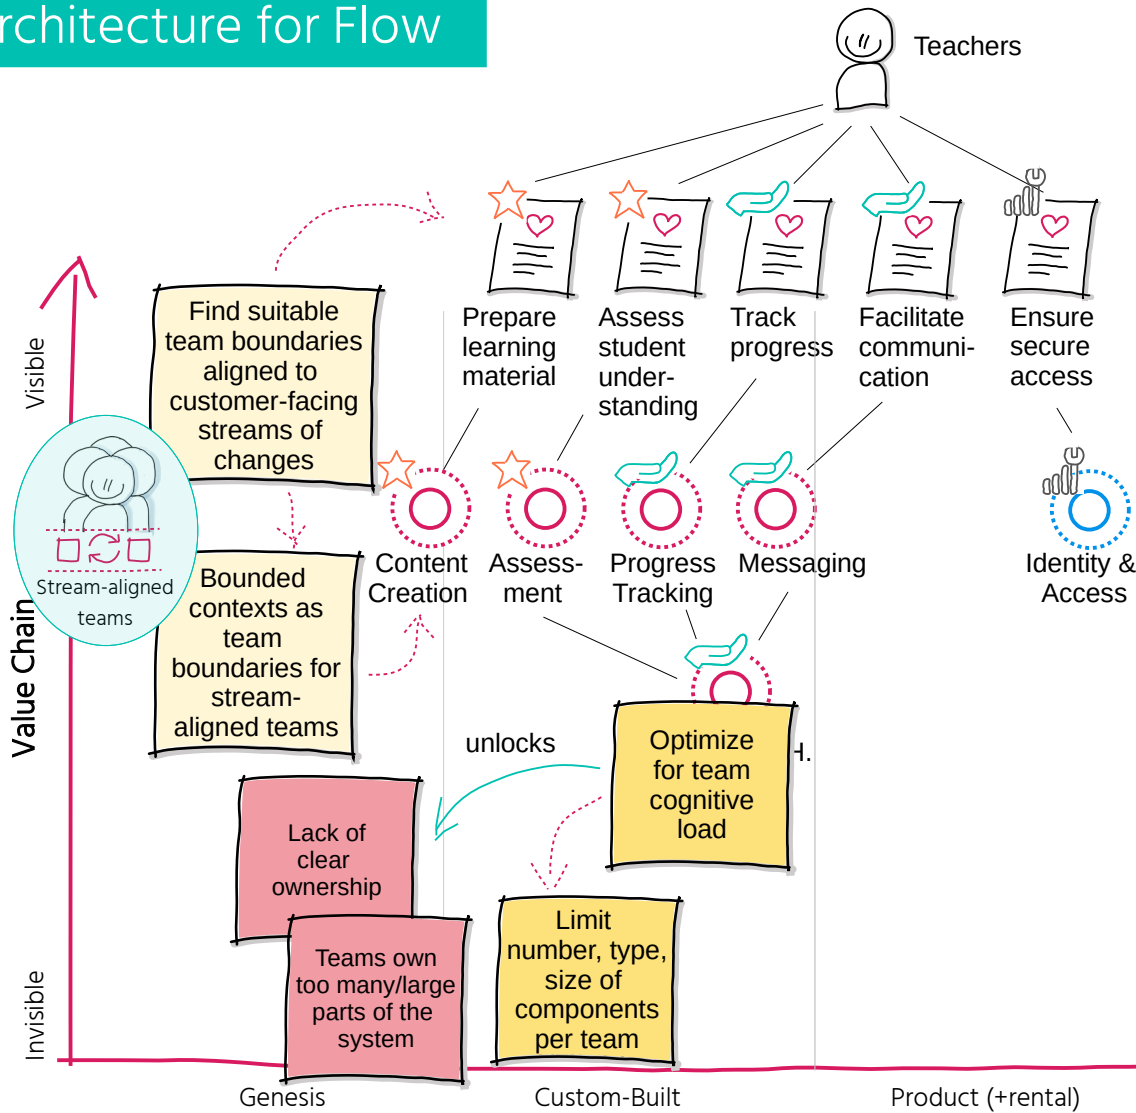 rchitecture for Flow
Teachers
Prepare
learning
material
Assess
student
under-
standing
Track
progress
Facilitate
communi-
cation
Ensure
secure
access
Visible
Find suitable
team boundaries
aligned to
customer-facing
streams of
changes
Stream-aligned
teams
Content
Creation
Assess-
ment
Progress
Tracking
Messaging
Identity &
Access
Value Chain
Bounded
contexts as
team
boundaries for
stream-
aligned teams
unlocks
Optimize
for team
cognitive
load
H.
Lack of
clear
ownership
Teams own
too many/large
parts of the
system
Limit
number, type,
size of
components
per team
Invisible
Genesis
Custom-Built
Product (+rental)